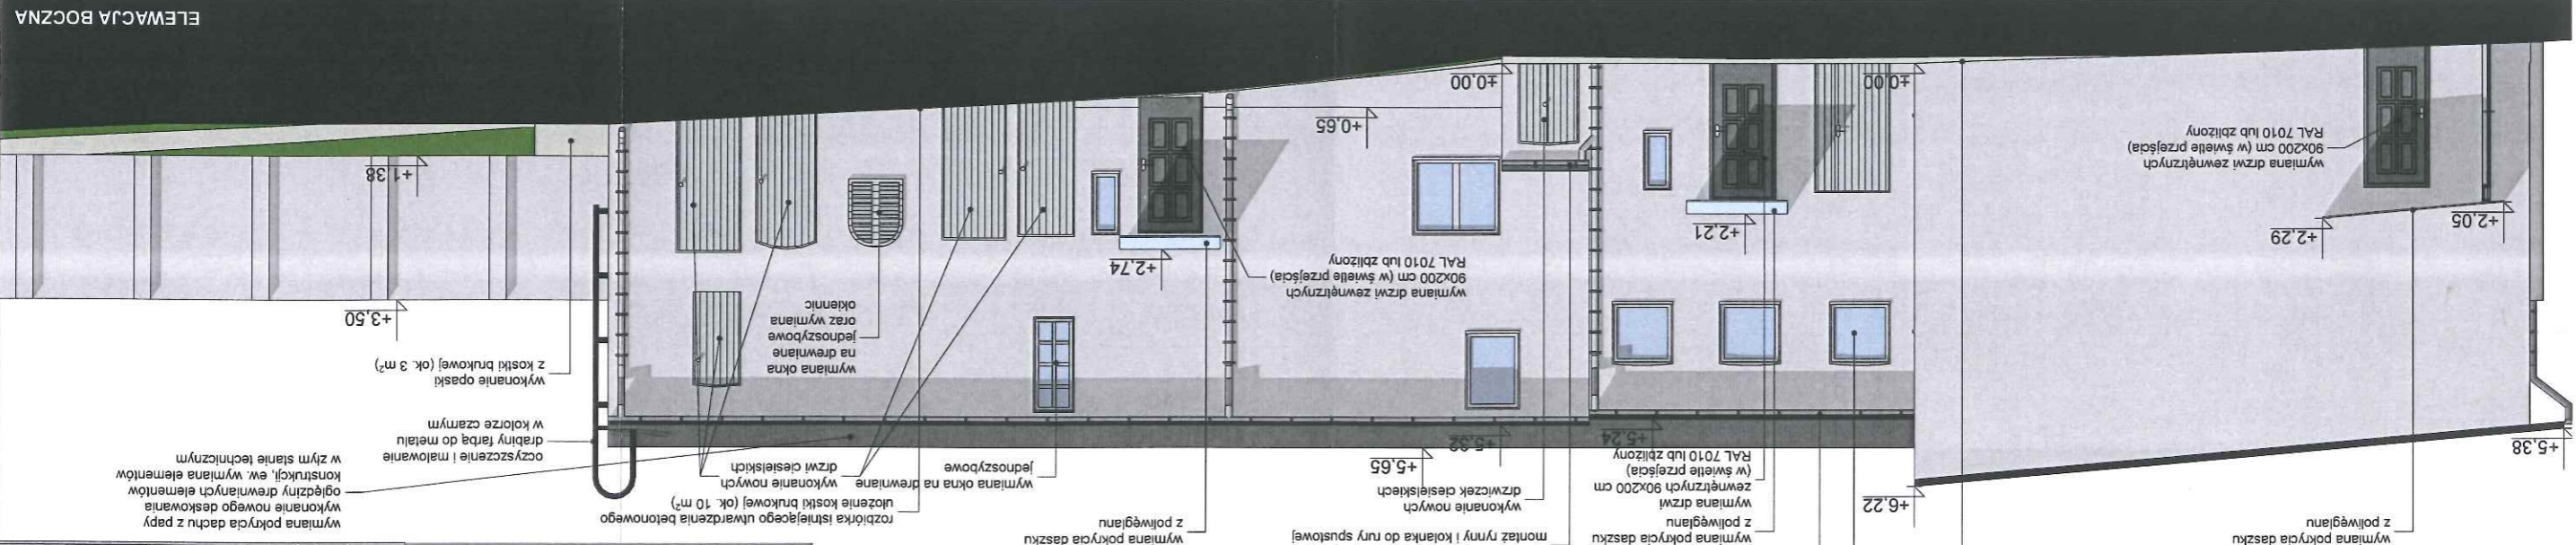 wymiana pokrycia daszku
z poliwęglanu
wymiana pokrycia daszku
z poliwęglanu
wymiana drzwi
zewnętrznych 90x200 cm
(w świetle przejścia)
RAL 7010 lub zbliżony
montaż rynny i kolanka do rury spustowej
wykonanie nowych
drzwiczek ciesielskich
wymiana pokrycia daszku
z poliwęglanu
rozbiórka istniejącego utwardzenia betonowego
ułożenie kostki brukowej (ok. 10 m²)
wymiana okna na drewniane
jednoszybowe
wykonanie nowych
drzwi ciesielskich
wymiana pokrycia dachu z papy
wykonanie nowego deskowania
oględziny drewnianych elementów
konstrukcji, ew. wymiana elementów
w złym stanie technicznym
oczyszczenie i malowanie
drabiny farbą do metalu
w kolorze czarnym
wykonanie opaski
z kostki brukowej (ok. 3 m²)
+5,38
+6,22
+5,24
+5,32
+5,65
+3,50
wymiana okna
na drewniane
jednoszybowe
oraz wymiana
okiennic
wymiana drzwi zewnętrznych
90x200 cm (w świetle przejścia)
RAL 7010 lub zbliżony
+2,05
+2,29
+2,21
+2,74
wymiana drzwi zewnętrznych
90x200 cm (w świetle przejścia)
RAL 7010 lub zbliżony
+1,38
+0,65
±0,00
±0,00
ELEWACJA BOCZNA